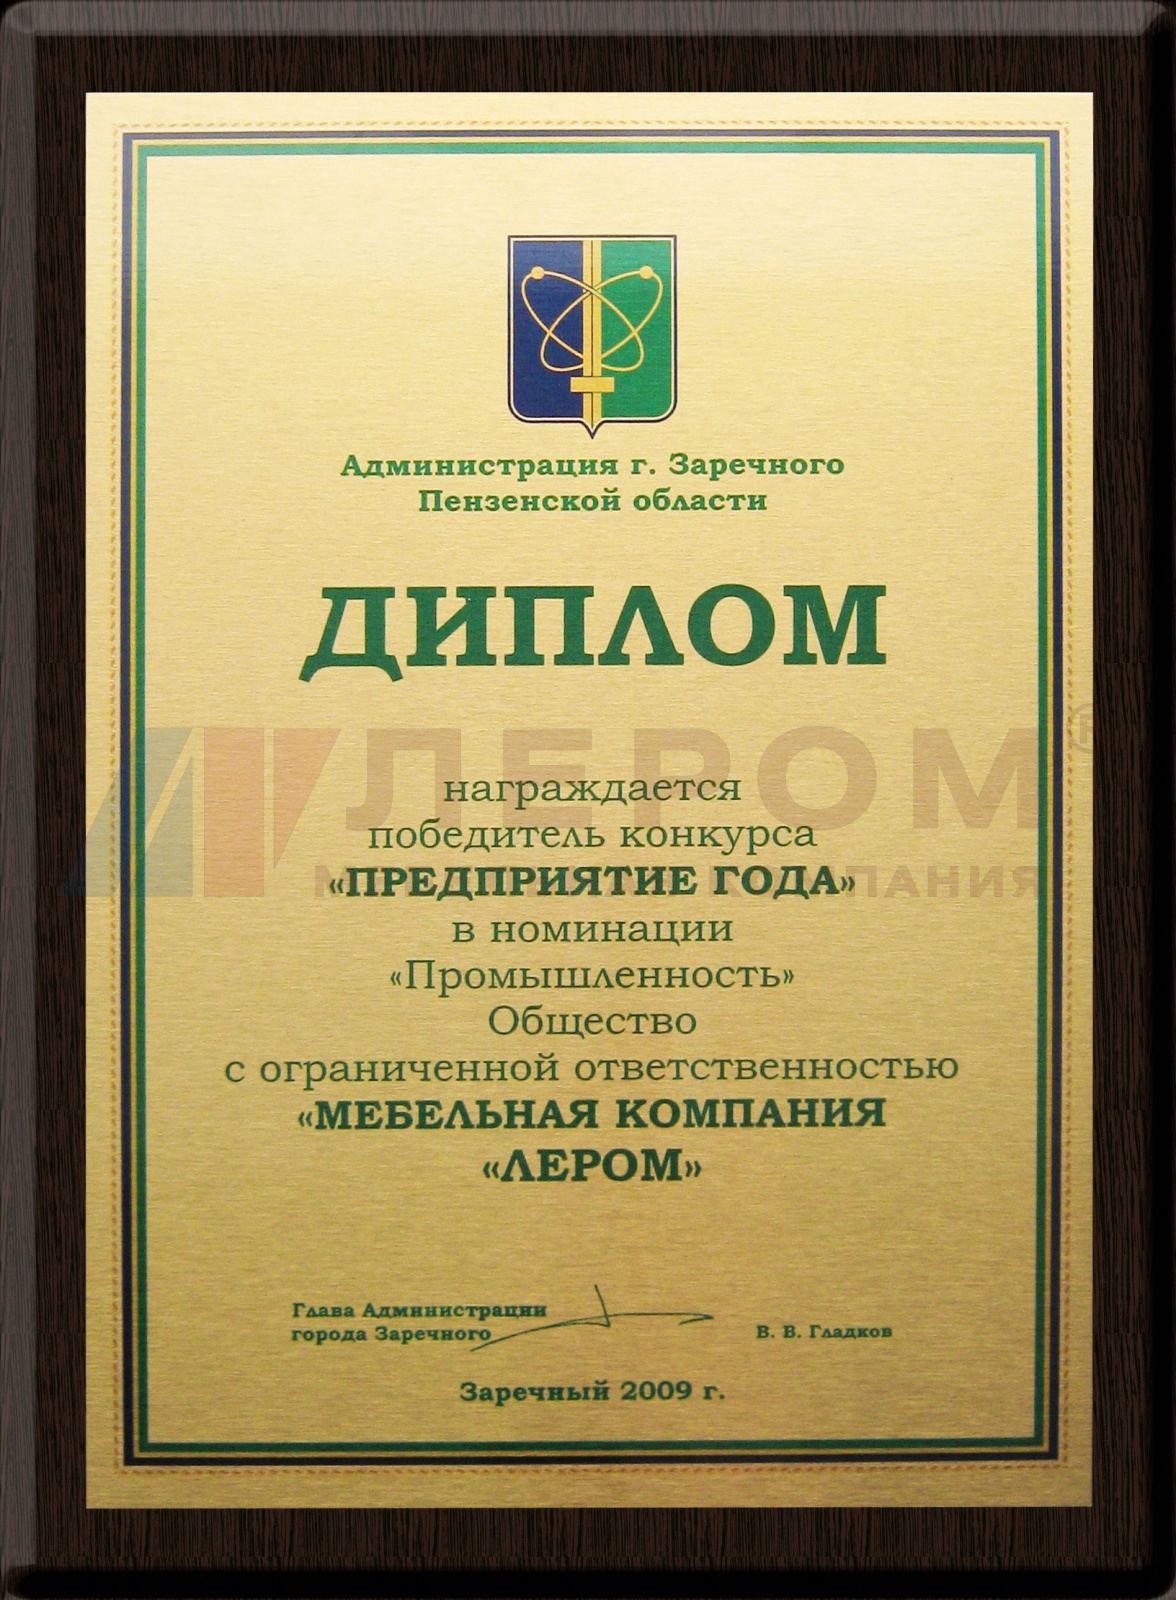 Администрация г. Заречного
Пензенской области
ДИПЛОМ
ЛЕРОМ®
награждается
победитель конкурса
«ПРЕДПРИЯТИЕ ГОДА»
в номинации
«Промышленность»
Общество
с ограниченной ответственностью
«МЕБЕЛЬНАЯ КОМПАНИЯ
«ЛЕРОМ»
Глава Администрации
города Заречного
В. В. Гладков
Заречный 2009 г.